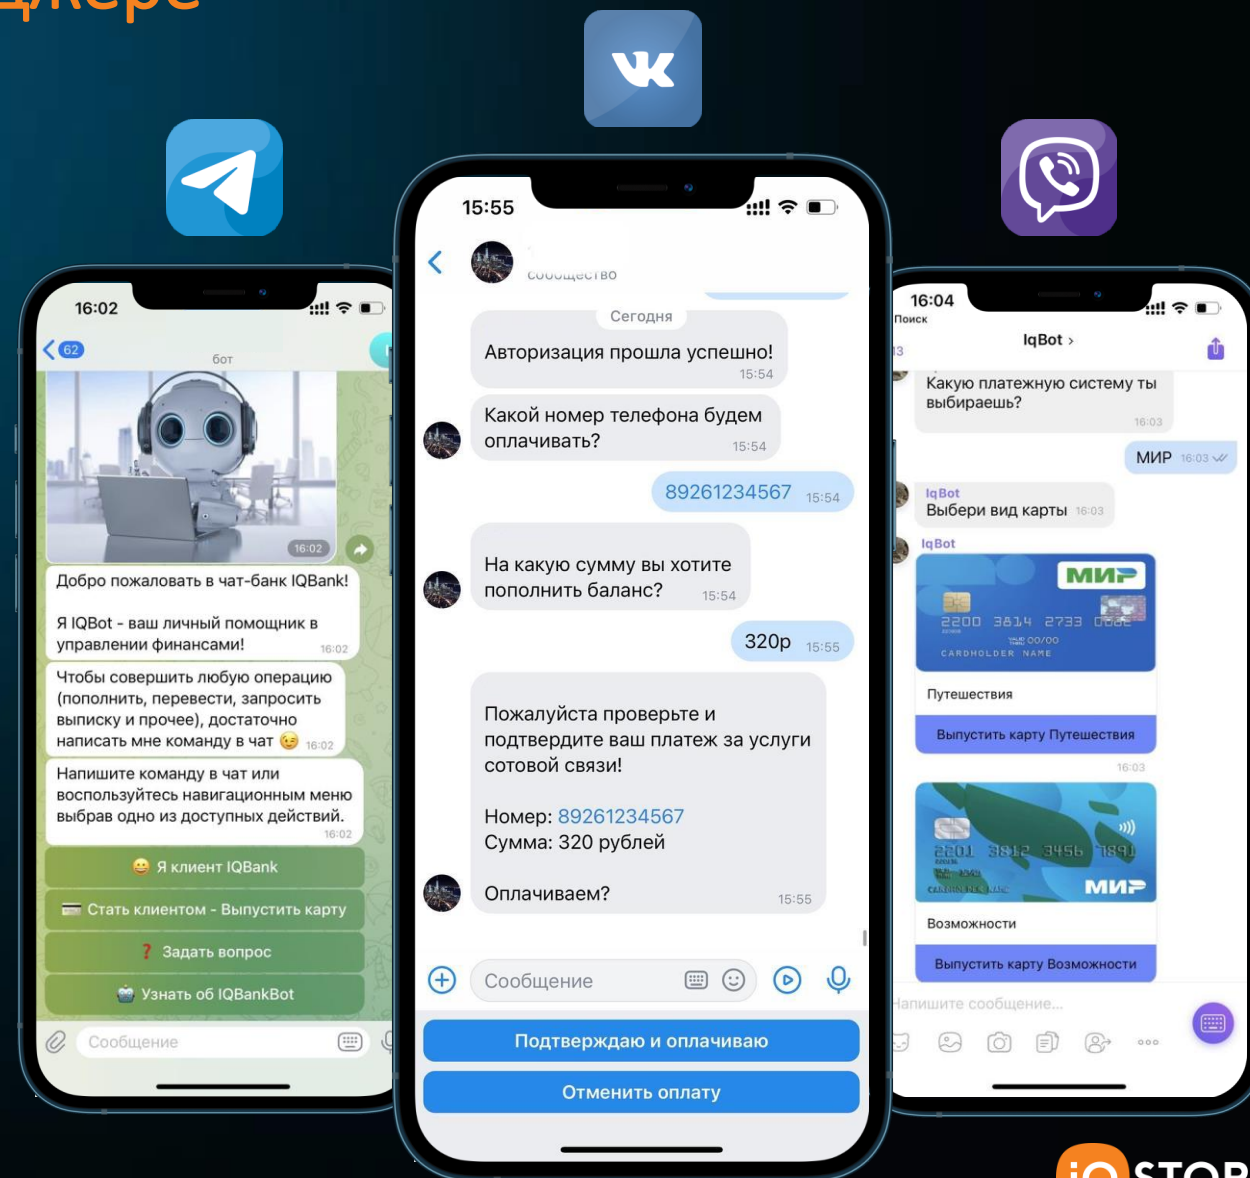 15:55
сообщество
Сегодня
Авторизация прошла успешно!
15:54
Какой номер телефона будем
оплачивать?
15:54
89261234567 15:54
На какую сумму вы хотите
пополнить баланс? 15:54
320р 15:55
Пожалуйста проверьте и
подтвердите ваш платеж за услуги
сотовой связи!
Номер: 89261234567
Сумма: 320 рублей
Оплачиваем?
15:55
Сообщение
Подтверждаю и оплачиваю
Отменить оплату
16:02
62
бот
16:02
Добро пожаловать в чат-банк IQBank!
Я IQBot - ваш личный помощник в
управлении финансами! 16:02
Чтобы совершить любую операцию
(пополнить, перевести, запросить
выписку и прочее), достаточно
написать мне команду в чат 😉 16:02
Напишите команду в чат или
воспользуйтесь навигационным меню
выбрав одно из доступных действий.
16:02
😀 Я клиент IQBank
💳 Стать клиентом - Выпустить карту
❓ Задать вопрос
🤖 Узнать об IQBankBot
Сообщение
16:04
Поиск
IqBot ›
Какую платежную систему ты
выбираешь?
16:03
МИР 16:03
IqBot
Выбери вид карты 16:03
IqBot
МИР
2200 3814 2733
00/00
CARDHOLDER NAME
Путешествия
Выпустить карту Путешествия
16:03
2201 3812 3456 7891
МИР
Возможности
Выпустить карту Возможности
Напишите сообщение...